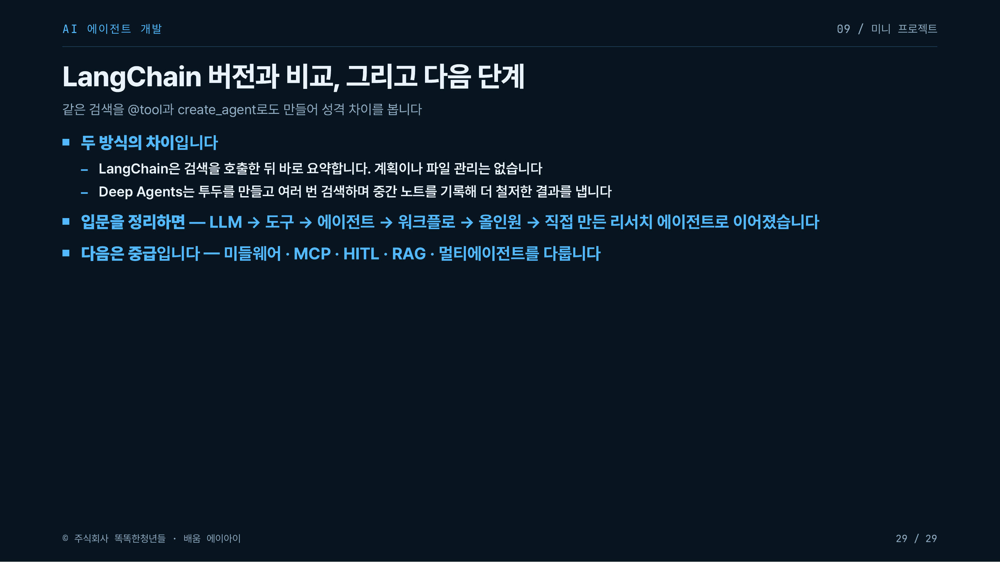 AI 에이전트 개발
09 / 미니 프로젝트
LangChain 버전과 비교, 그리고 다음 단계
같은 검색을 @tool과 create_agent로도 만들어 성격 차이를 봅니다
■ 두 방식의 차이입니다
– LangChain은 검색을 호출한 뒤 바로 요약합니다. 계획이나 파일 관리는 없습니다
– Deep Agents는 투두를 만들고 여러 번 검색하며 중간 노트를 기록해 더 철저한 결과를 냅니다
■ 입문을 정리하면 — LLM → 도구 → 에이전트 → 워크플로 → 올인원 → 직접 만든 리서치 에이전트로 이어졌습니다
■ 다음은 중급입니다 — 미들웨어 · MCP · HITL · RAG · 멀티에이전트를 다룹니다
© 주식회사 똑똑한청년들 · 배움 에이아이
29 / 29